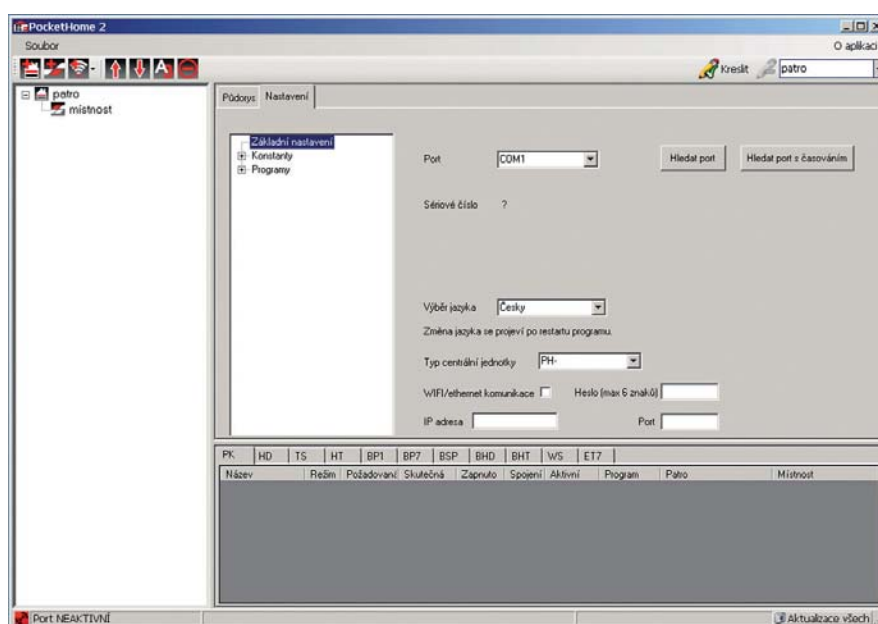 PocketHome 2
Soubor
O aplikaci
Kreslit
patro
patro
místnost
Půdorys
Nastavení
Základní nastavení
Konstanty
Programy
Port
COM1
Hledat port
Hledat port s časováním
Sériové číslo
?
Výběr jazyka
Česky
Změna jazyka se projeví po restartu programu.
Typ centrální jednotky
PH-
WIFI/ethernet komunikace
Heslo (max 6 znaků)
IP adresa
Port
PK HD TS HT BP1 BP7 BSP BHD BHT WS ET7
Název Režim Požadovaná Skutečná Zapnuto Spojení Aktivní Program Patro Místnost
Port NEAKTIVNÍ
Aktualizace všech